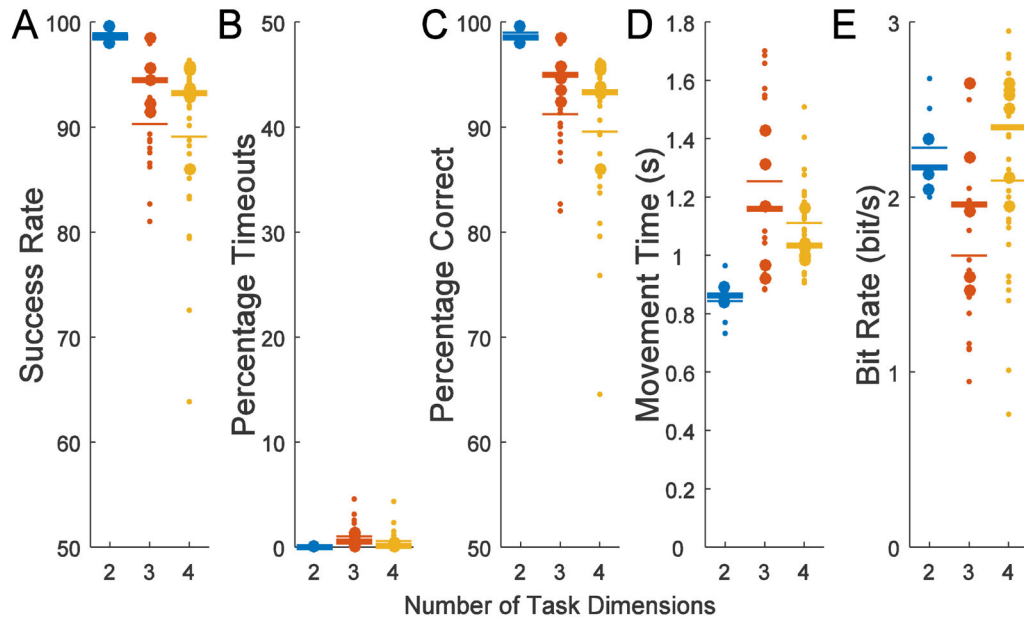 A
Success Rate
100
90
80
70
60
50
2 3 4
B
Percentage Timeouts
50
40
30
20
10
0
2 3 4
C
Percentage Correct
100
90
80
70
60
50
2 3 4
D
Movement Time (s)
1.8
1.6
1.4
1.2
1
0.8
0.6
0.4
0.2
0
2 3 4
E
Bit Rate (bit/s)
3
2
1
0
2 3 4
Number of Task Dimensions